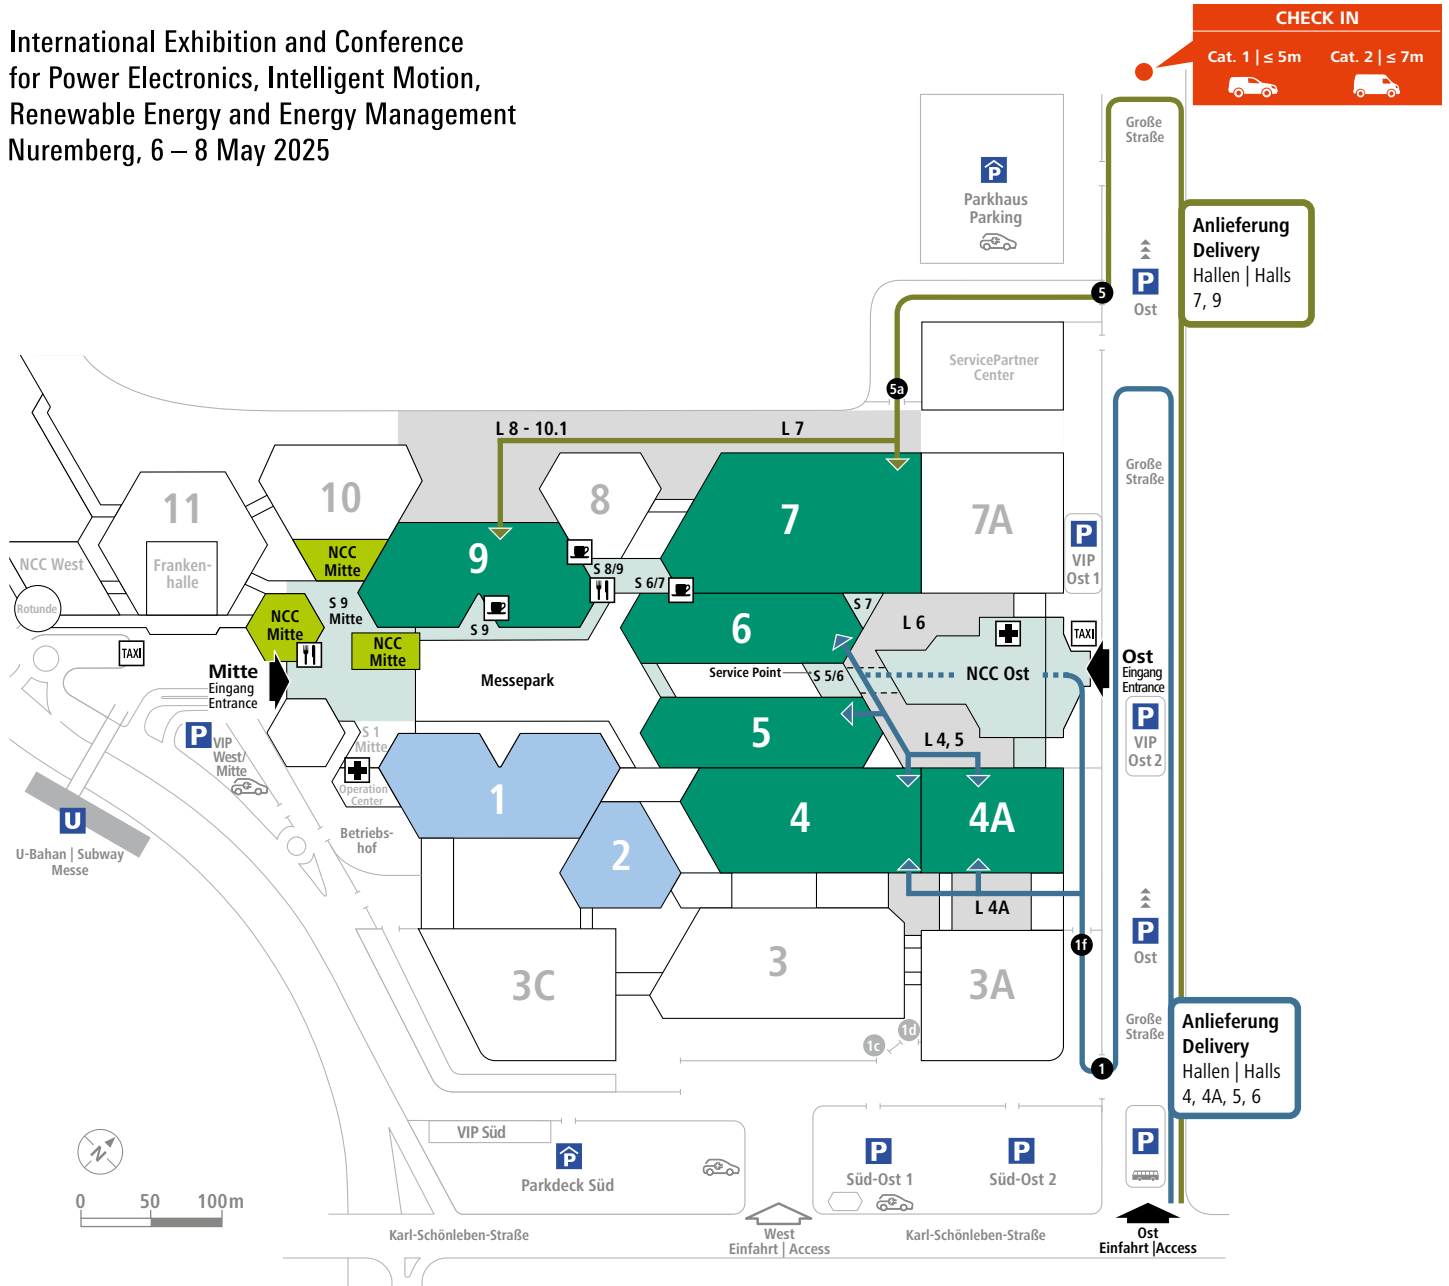 International Exhibition and Conference
for Power Electronics, Intelligent Motion,
Renewable Energy and Energy Management
Nuremberg, 6 – 8 May 2025
CHECK IN
Cat. 1 | ≤ 5m
Cat. 2 | ≤ 7m
Große
Straße
P
Parkhaus
Parking
Anlieferung
Delivery
Hallen | Halls
7, 9
P
Ost
5
ServicePartner
Center
5a
L 8 - 10.1
L 7
Große
Straße
11
10
8
7
7A
NCC West
Franken-
halle
NCC
Mitte
9
S 8/9
S 6/7
P
VIP
Ost 1
Rotunde
NCC
Mitte
S 9
Mitte
S 9
S 7
L 6
6
TAXI
TAXI
NCC
Mitte
Mitte
Eingang
Entrance
Messepark
Service Point
S 5/6
NCC Ost
Ost
Eingang
Entrance
P
VIP
West/
Mitte
S 1
Mitte
5
L 4, 5
P
VIP
Ost 2
Operation
Center
1
4
4A
U
U-Bahan | Subway
Messe
Betriebs-
hof
2
L 4A
P
Ost
1f
3C
3
3A
1d
1c
Große
Straße
1
Anlieferung
Delivery
Hallen | Halls
4, 4A, 5, 6
N
VIP Süd
P
Parkdeck Süd
P
Süd-Ost 1
P
Süd-Ost 2
P
0
50
100m
Karl-Schönleben-Straße
West
Einfahrt | Access
Karl-Schönleben-Straße
Ost
Einfahrt |Access